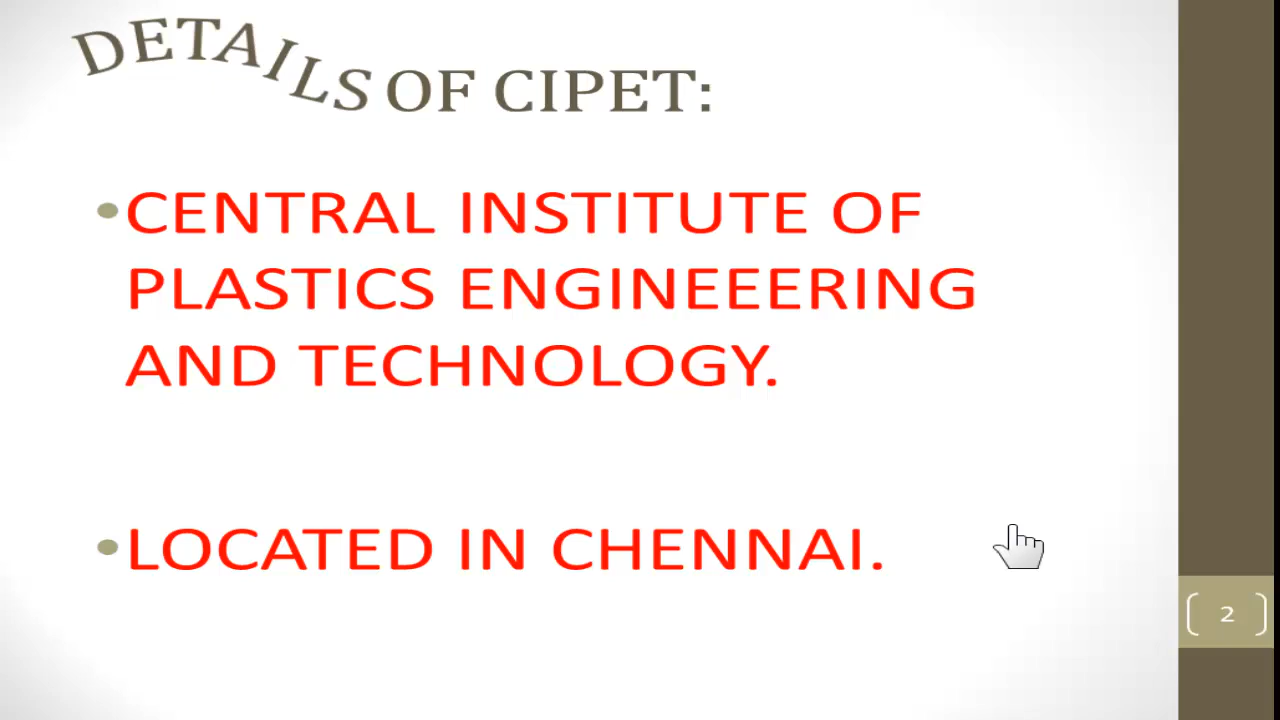 DETAILS OF CIPET:
•CENTRAL INSTITUTE OF
PLASTICS ENGINEEERING
AND TECHNOLOGY.
•LOCATED IN CHENNAI.
2